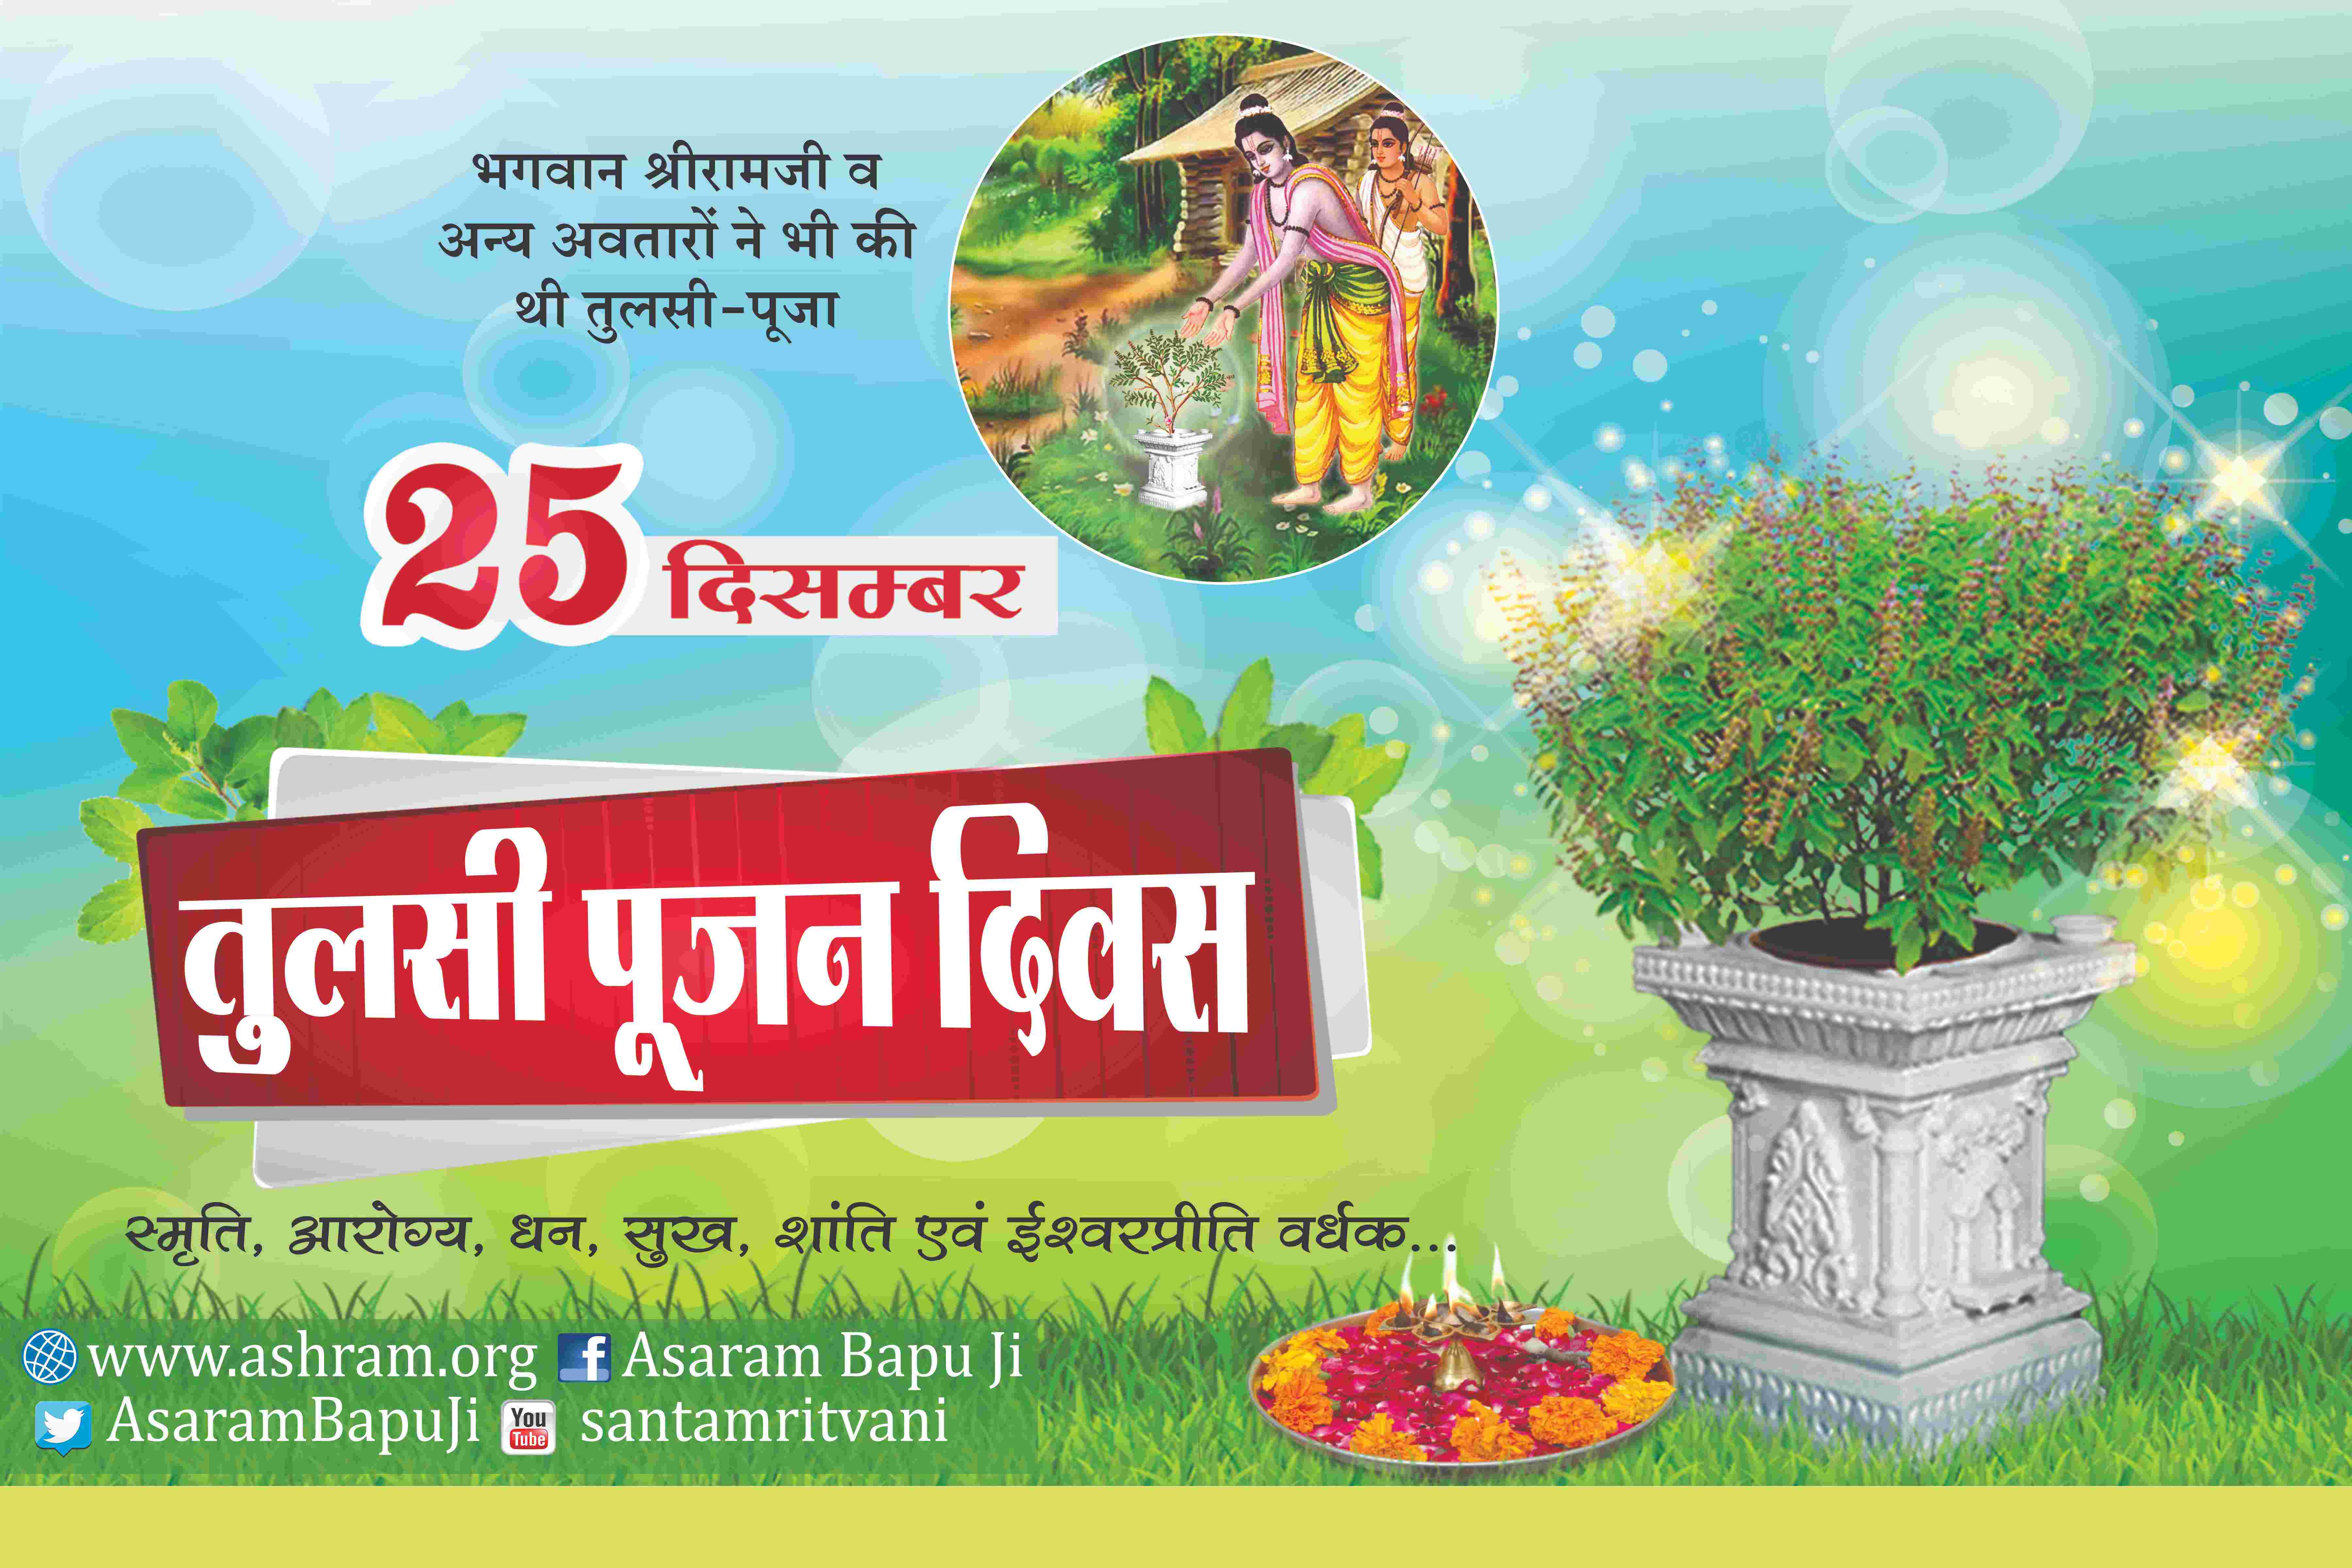 भगवान श्रीरामजी व
अन्य अवतारों ने भी की
थी तुलसी-पूजा
25 दिसम्बर
तुलसी पूजन दिवस
स्मृति, आरोग्य, धन, सुख, शांति एवं ईश्वरप्रीति वर्धक...
www.ashram.org f Asaram Bapu Ji
AsaramBapuJi You Tube santamritvani